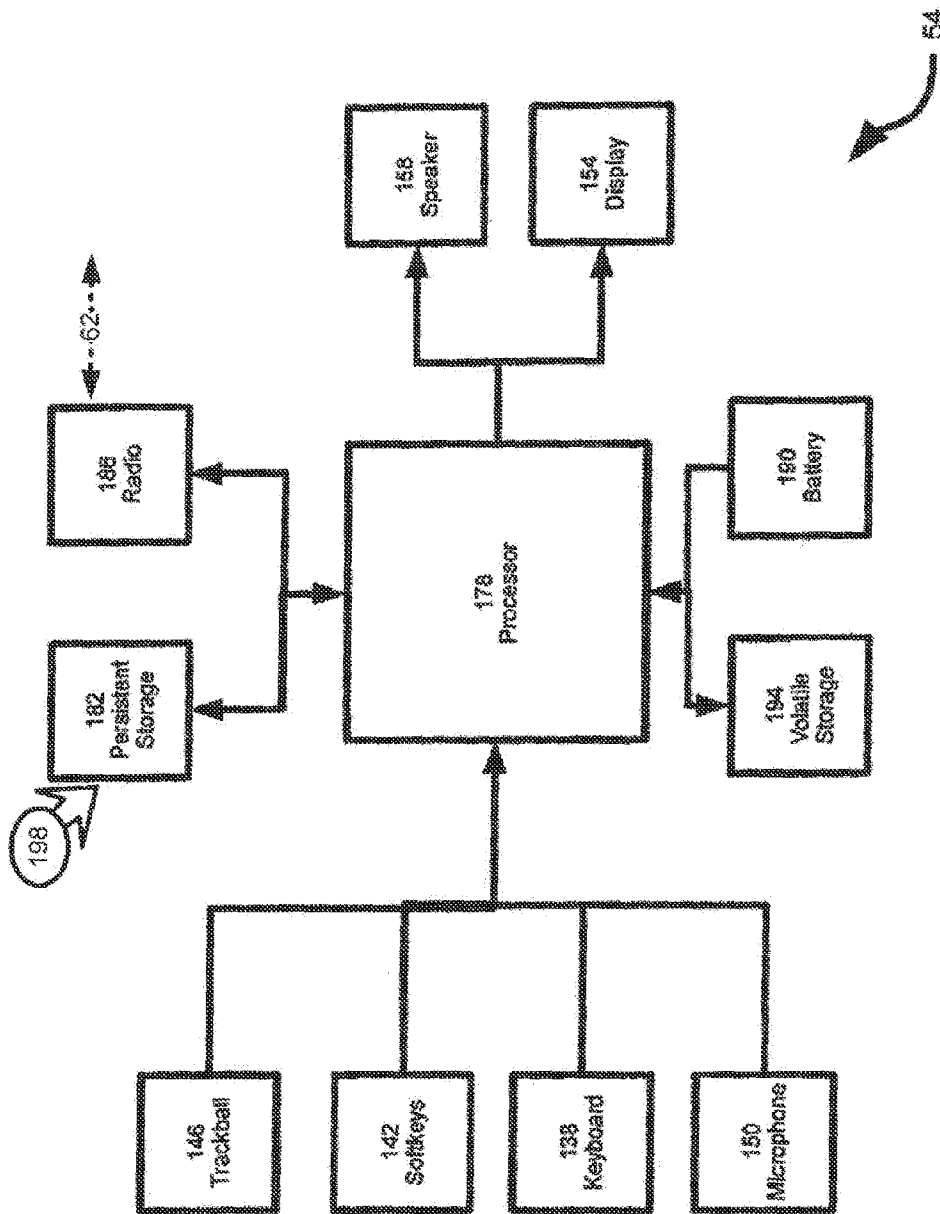 54
158
Speaker
62
186
Radio
154
Display
182
Persistent
Storage
198
178
Processor
190
Battery
194
Volatile
Storage
146
Trackball
142
Softkeys
138
Keyboard
150
Microphone